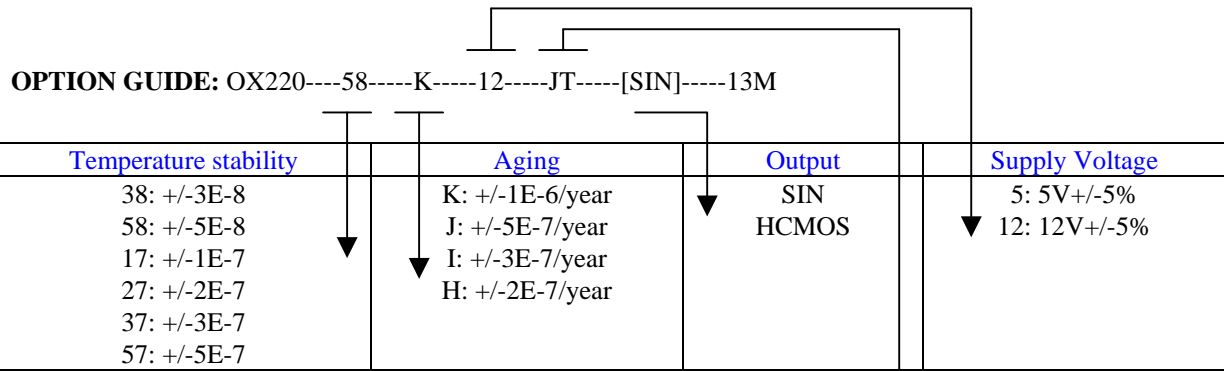 OPTION GUIDE: OX220----58-----K-----12-----JT-----[SIN]-----13M
Temperature stability Aging Output Supply Voltage
38: +/-3E-8 K: +/-1E-6/year SIN 5: 5V+/-5%
58: +/-5E-8 J: +/-5E-7/year HCMOS 12: 12V+/-5%
17: +/-1E-7 I: +/-3E-7/year
27: +/-2E-7 H: +/-2E-7/year
37: +/-3E-7
57: +/-5E-7